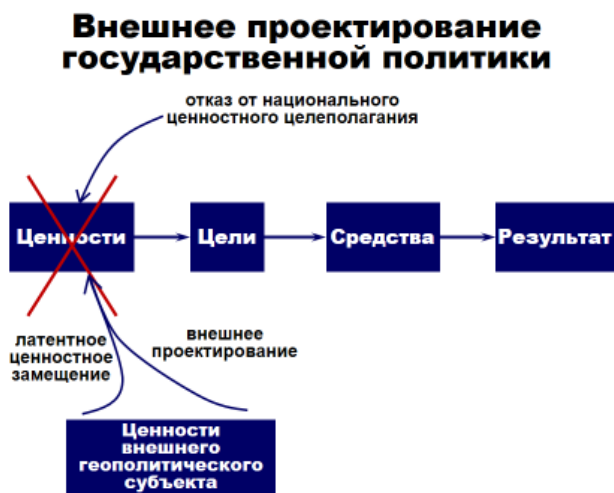 Внешнее проектирование
государственной политики
отказ от национального
ценностного целеполагания
Ценности
Цели
Средства
Результат
латентное
ценностное
замещение
внешнее
проектирование
Ценности
внешнего
геополитического
субъекта